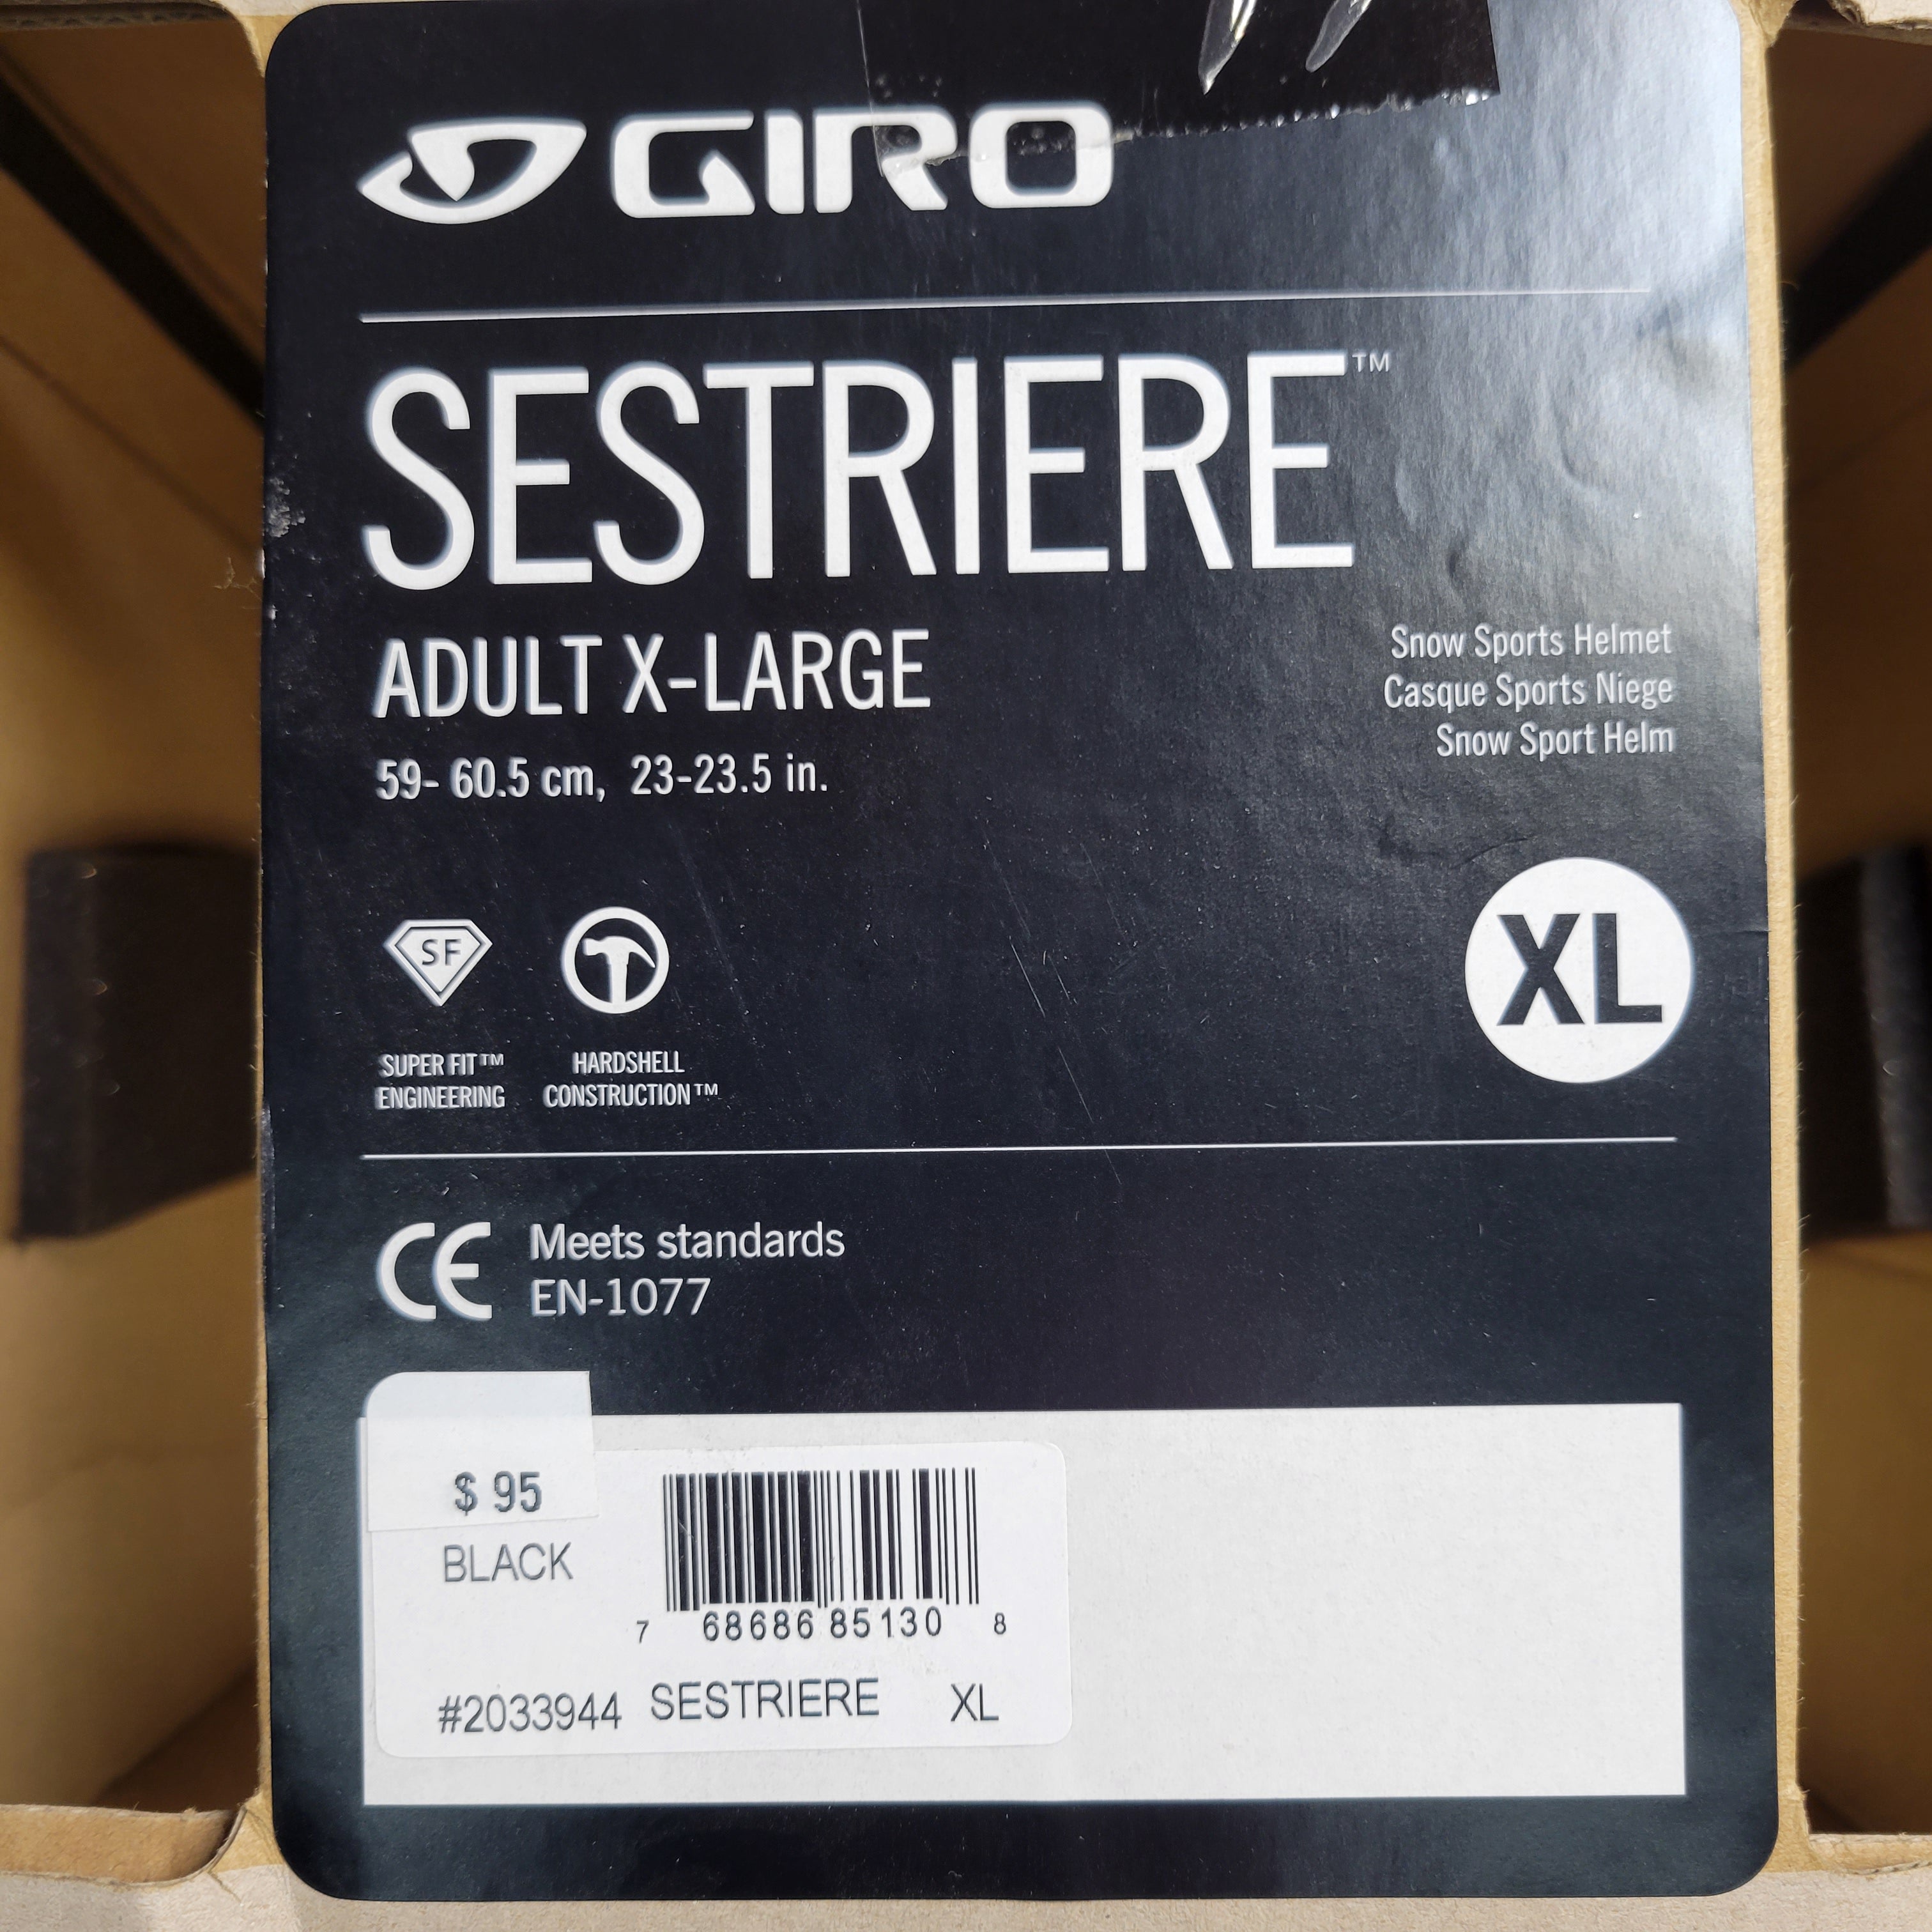 GIRO
SESTRIERE™
ADULT X-LARGE
59- 60.5 cm, 23-23.5 in.
Snow Sports Helmet
Casque Sports Niege
Snow Sport Helm
SF
XL
SUPER FIT™
ENGINEERING
HARDSHELL
CONSTRUCTION™
CE
Meets standards
EN-1077
$ 95
BLACK
7 68686 85130 8
#2033944 SESTRIERE XL